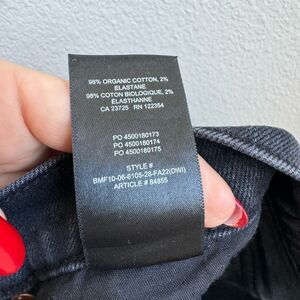 98% ORGANIC COTTON, 2%
ELASTANE
98% COTON BIOLOGIQUE, 2%
ÉLASTHANNE
CA 23725 RN 122354
PO 4500180173
PO 4500180174
PO 4500180175
STYLE #
BMF10-06-8105-28-FA22(DWI)
ARTICLE # 84855